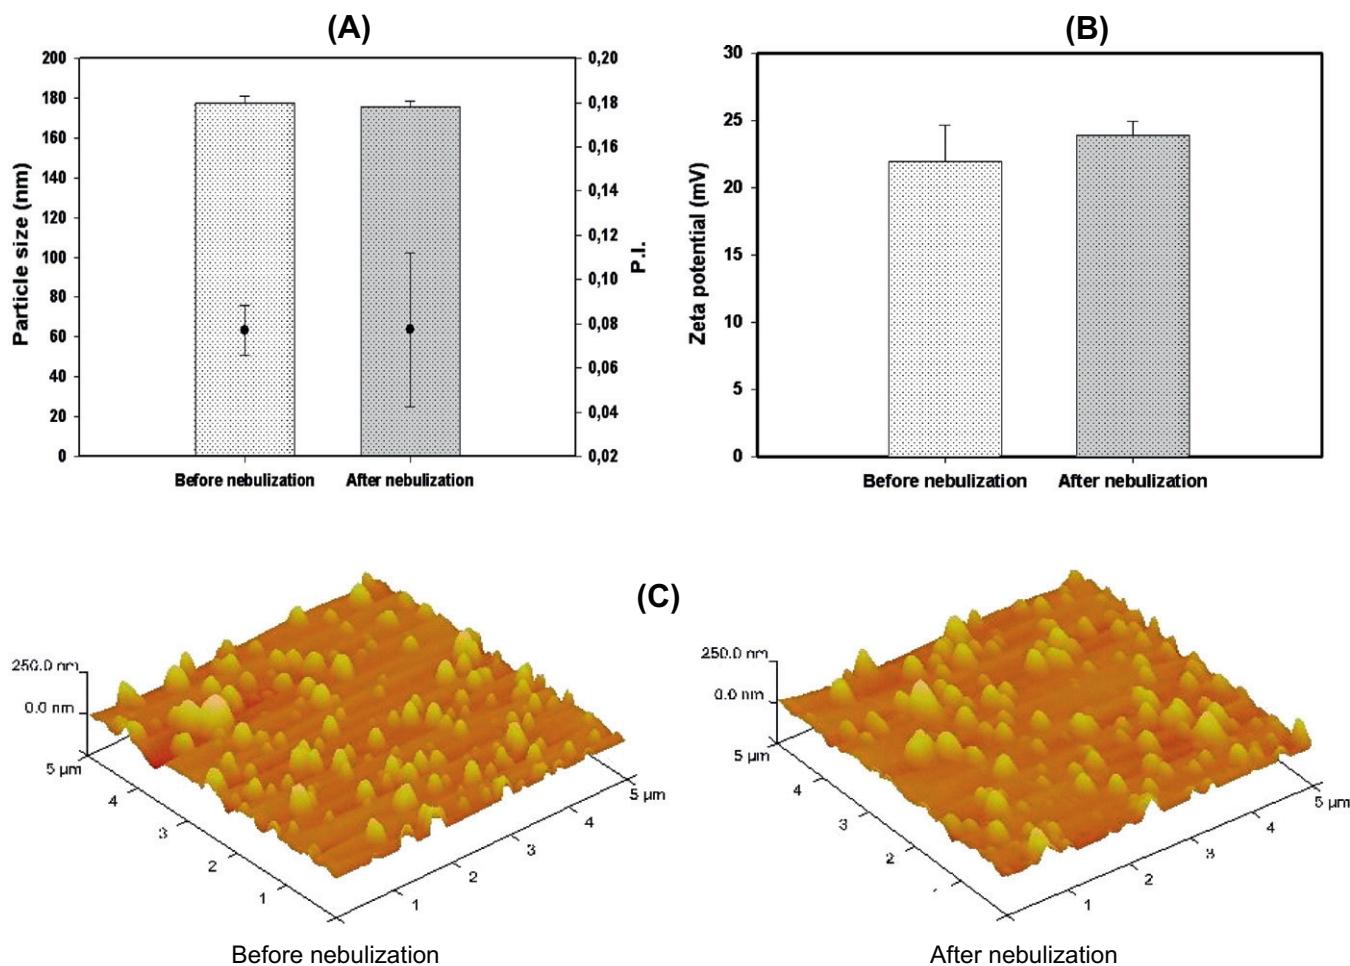 (A)
200
180
160
140
120
100
80
60
40
20
0
Particle size (nm)
0,20
0,18
0,16
0,14
0,12
0,10
0,08
0,06
0,04
0,02
P.I.
Before nebulization
After nebulization
(B)
30
25
20
15
10
5
0
Zeta potential (mV)
Before nebulization
After nebulization
(C)
250.0 nm
0.0 nm
5 µm
4
3
2
1
1
2
3
4
5 µm
Before nebulization
250.0 nm
0.0 nm
5 µm
4
3
2
1
2
3
4
5 µm
After nebulization